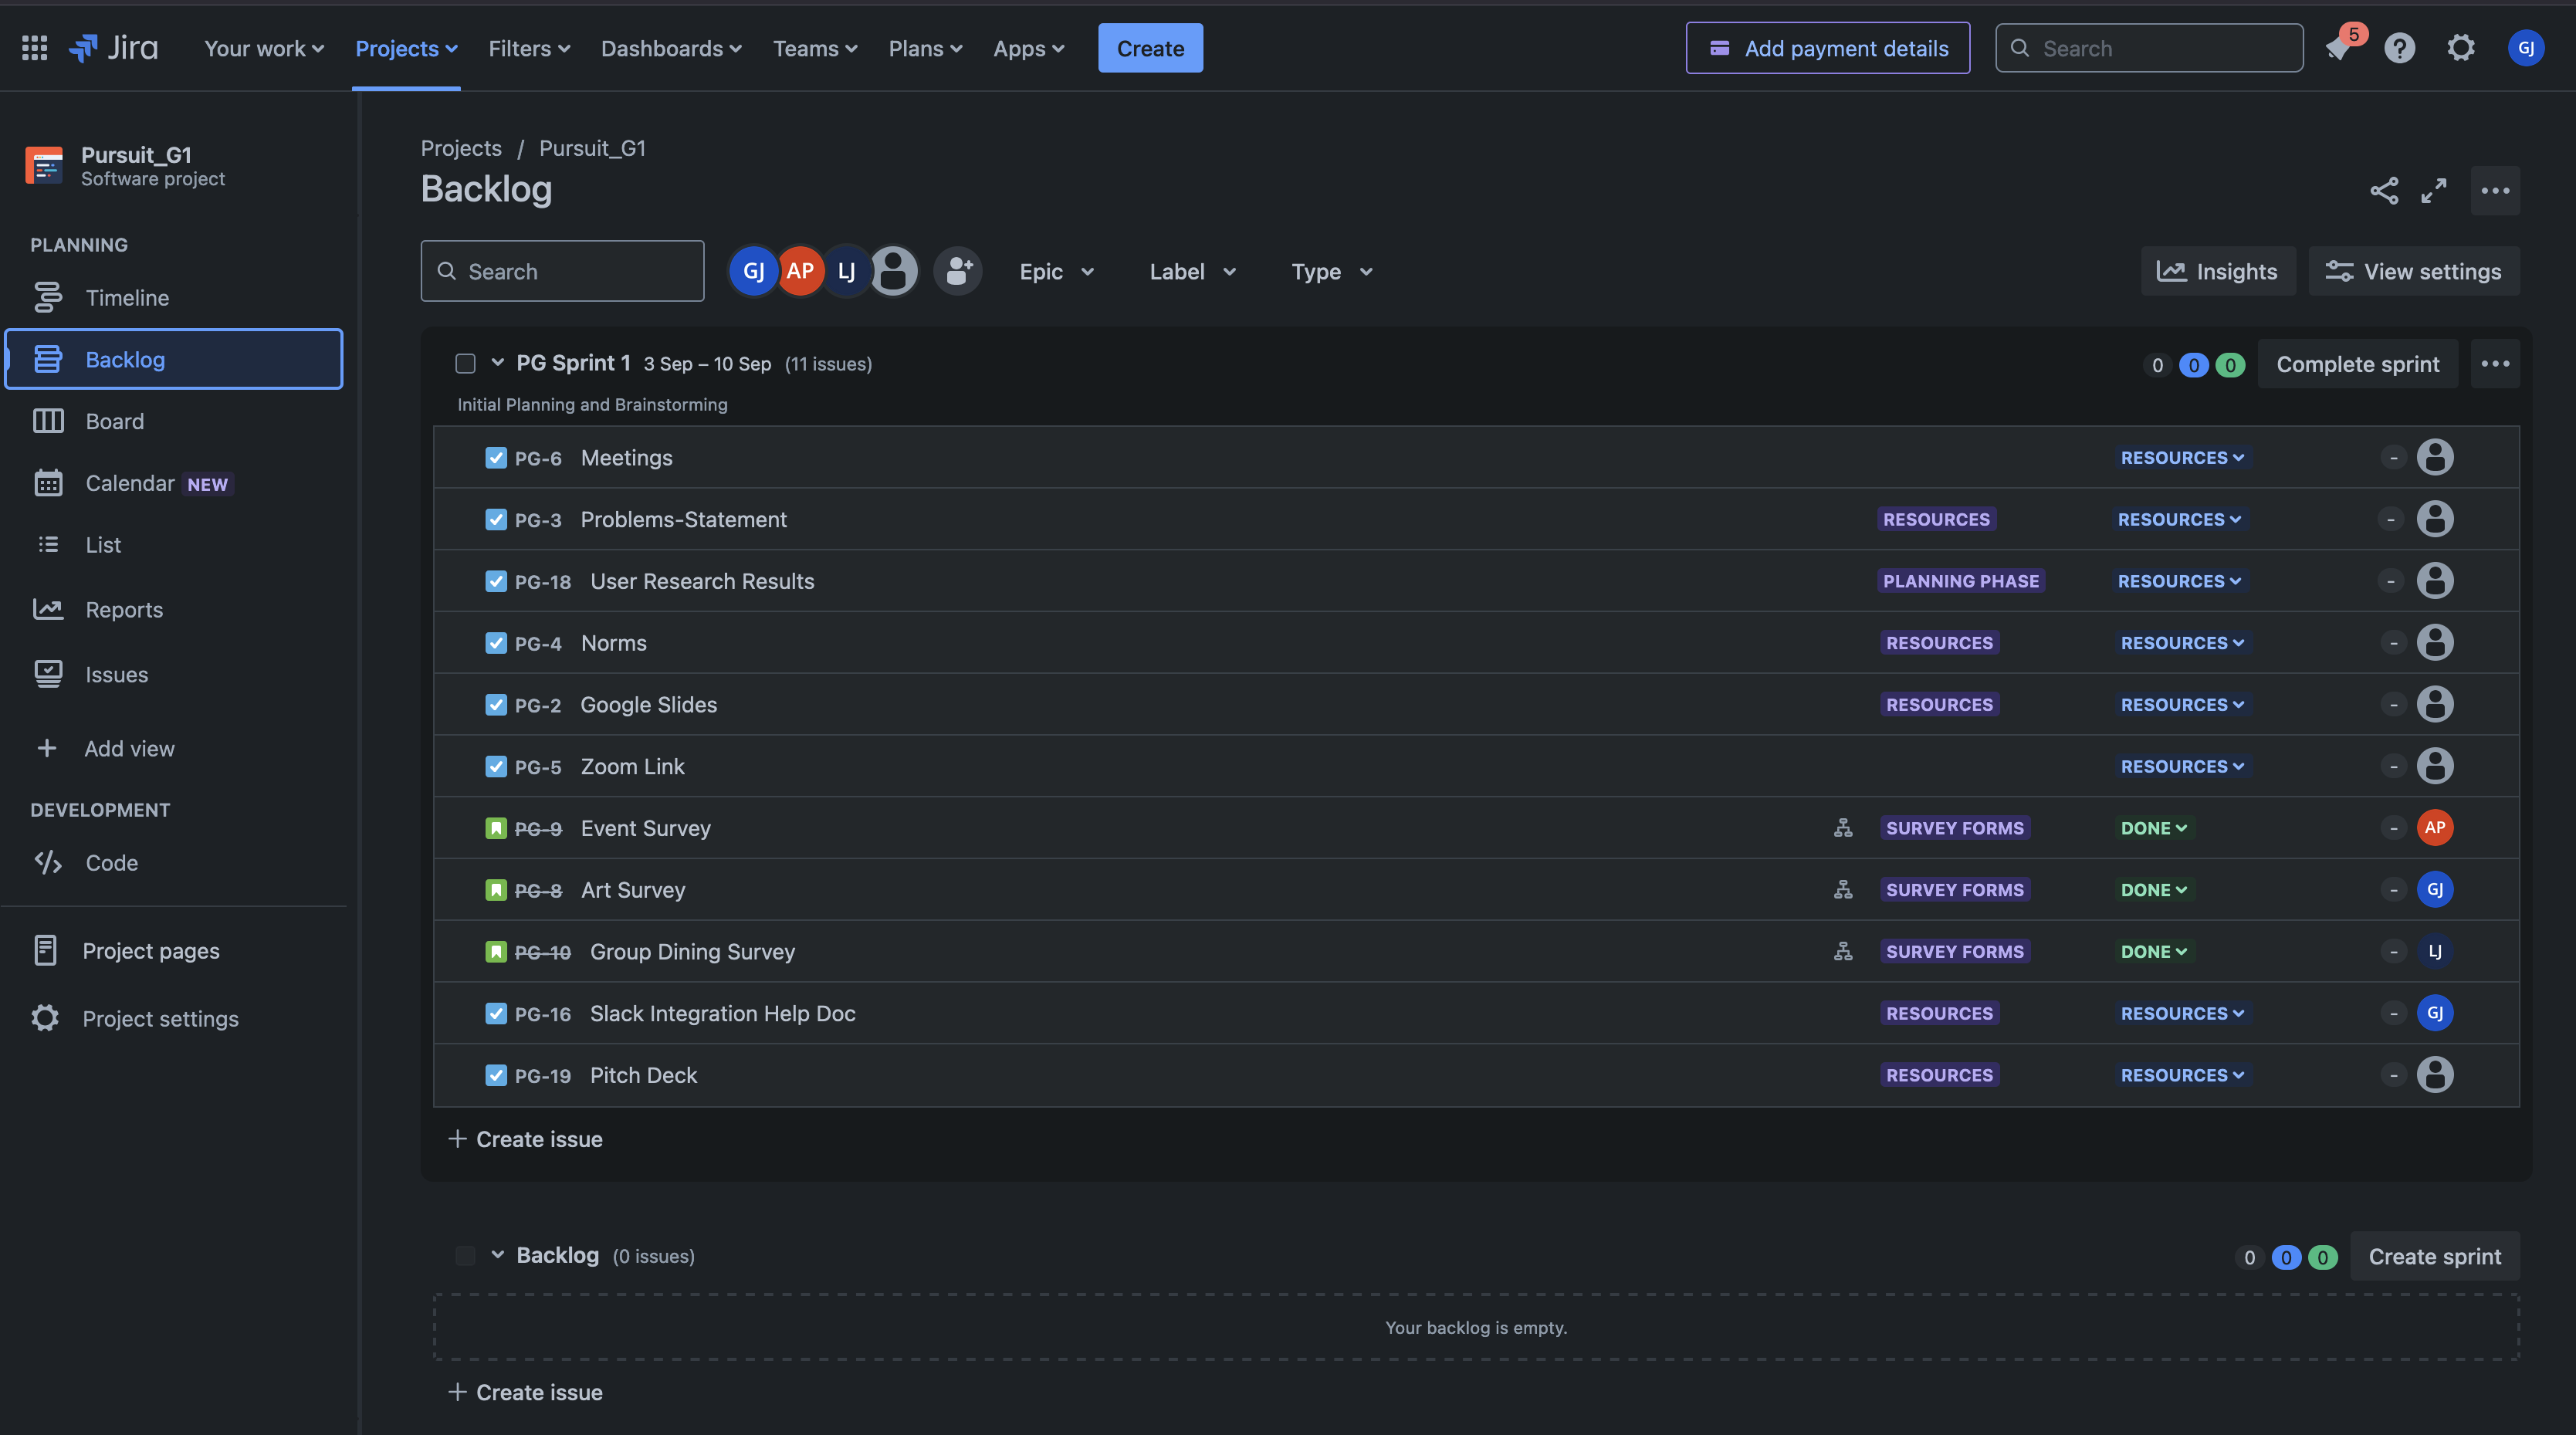 Jira Your work Projects Filters Dashboards Teams Plans Apps Create Add payment details Search 5 GJ
Pursuit_G1
Software project
PLANNING
Timeline
Backlog
Board
Calendar NEW
List
Reports
Issues
Add view
DEVELOPMENT
Code
Project pages
Project settings
Projects / Pursuit_G1
Backlog
Search GJ AP LJ Epic Label Type Insights View settings
PG Sprint 1 3 Sep – 10 Sep (11 issues) 0 0 0 Complete sprint
Initial Planning and Brainstorming
PG-6 Meetings RESOURCES -
PG-3 Problems-Statement RESOURCES RESOURCES -
PG-18 User Research Results PLANNING PHASE RESOURCES -
PG-4 Norms RESOURCES RESOURCES -
PG-2 Google Slides RESOURCES RESOURCES -
PG-5 Zoom Link RESOURCES -
PG-9 Event Survey SURVEY FORMS DONE - AP
PG-8 Art Survey SURVEY FORMS DONE - GJ
PG-10 Group Dining Survey SURVEY FORMS DONE - LJ
PG-16 Slack Integration Help Doc RESOURCES RESOURCES - GJ
PG-19 Pitch Deck RESOURCES RESOURCES -
+ Create issue
Backlog (0 issues) 0 0 0 Create sprint
Your backlog is empty.
+ Create issue